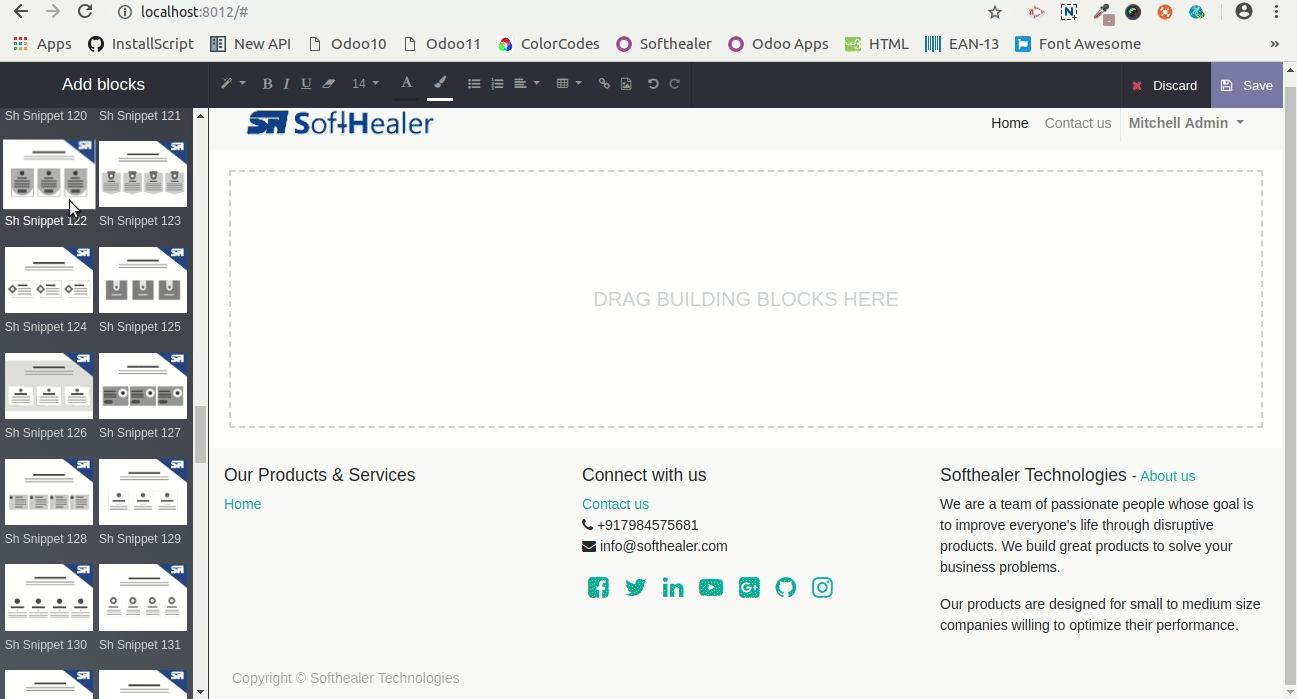 localhost:8012/#
Apps InstallScript New API Odoo10 Odoo11 ColorCodes Softhealer Odoo Apps HTML EAN-13 Font Awesome »
Add blocks B I U 14 A Discard Save
Sh Snippet 120 Sh Snippet 121
Sh Snippet 122 Sh Snippet 123
Sh Snippet 124 Sh Snippet 125
Sh Snippet 126 Sh Snippet 127
Sh Snippet 128 Sh Snippet 129
Sh Snippet 130 Sh Snippet 131
SoftHealer
Home Contact us Mitchell Admin
DRAG BUILDING BLOCKS HERE
Our Products & Services
Home
Connect with us
Contact us
+917984575681
info@softhealer.com
Softhealer Technologies - About us
We are a team of passionate people whose goal is
to improve everyone's life through disruptive
products. We build great products to solve your
business problems.
Our products are designed for small to medium size
companies willing to optimize their performance.
Copyright © Softhealer Technologies